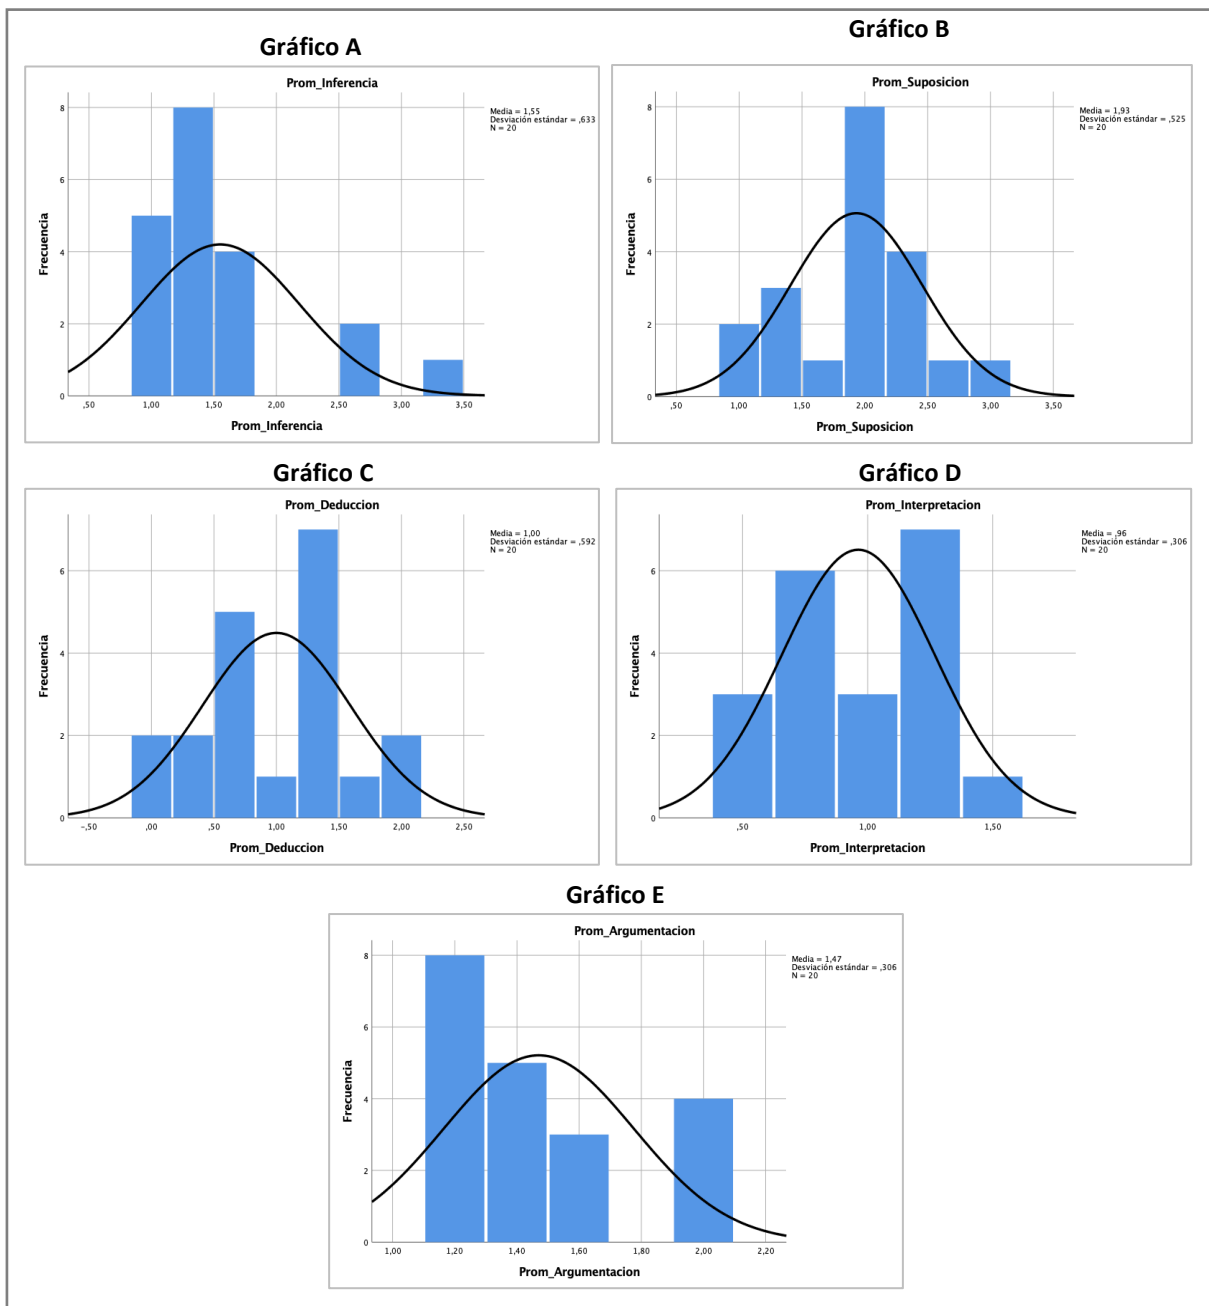 Gráfico A
Prom_Inferencia
Media = 1,55
Desviación estándar = ,633
N = 20
Frecuencia
8
6
4
2
0
,50 1,00 1,50 2,00 2,50 3,00 3,50
Prom_Inferencia
Gráfico B
Prom_Suposicion
Media = 1,93
Desviación estándar = ,525
N = 20
Frecuencia
8
6
4
2
0
,50 1,00 1,50 2,00 2,50 3,00 3,50
Prom_Suposicion
Gráfico C
Prom_Deduccion
Media = 1,00
Desviación estándar = ,592
N = 20
Frecuencia
6
4
2
0
-,50 ,00 ,50 1,00 1,50 2,00 2,50
Prom_Deduccion
Gráfico D
Prom_Interpretacion
Media = ,96
Desviación estándar = ,306
N = 20
Frecuencia
6
4
2
0
,50 1,00 1,50
Prom_Interpretacion
Gráfico E
Prom_Argumentacion
Media = 1,47
Desviación estándar = ,306
N = 20
Frecuencia
8
6
4
2
0
1,00 1,20 1,40 1,60 1,80 2,00 2,20
Prom_Argumentacion